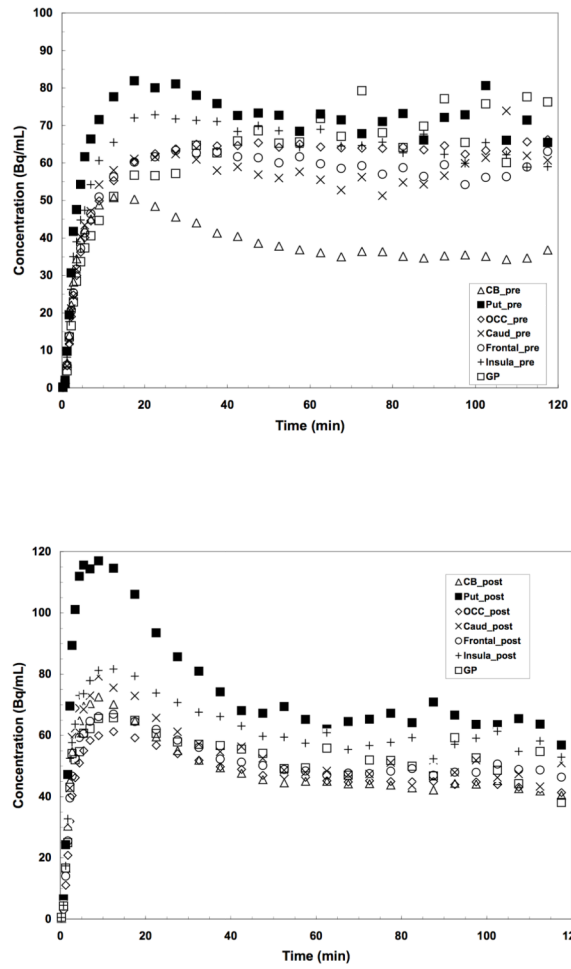 100
90
80
70
60
50
40
30
20
10
0
Concentration (Bq/mL)
CB_pre
Put_pre
OCC_pre
Caud_pre
Frontal_pre
Insula_pre
GP
0 20 40 60 80 100 120
Time (min)
120
100
80
60
40
20
0
Concentration (Bq/mL)
CB_post
Put_post
OCC_post
Caud_post
Frontal_post
Insula_post
GP
0 20 40 60 80 100
Time (min)